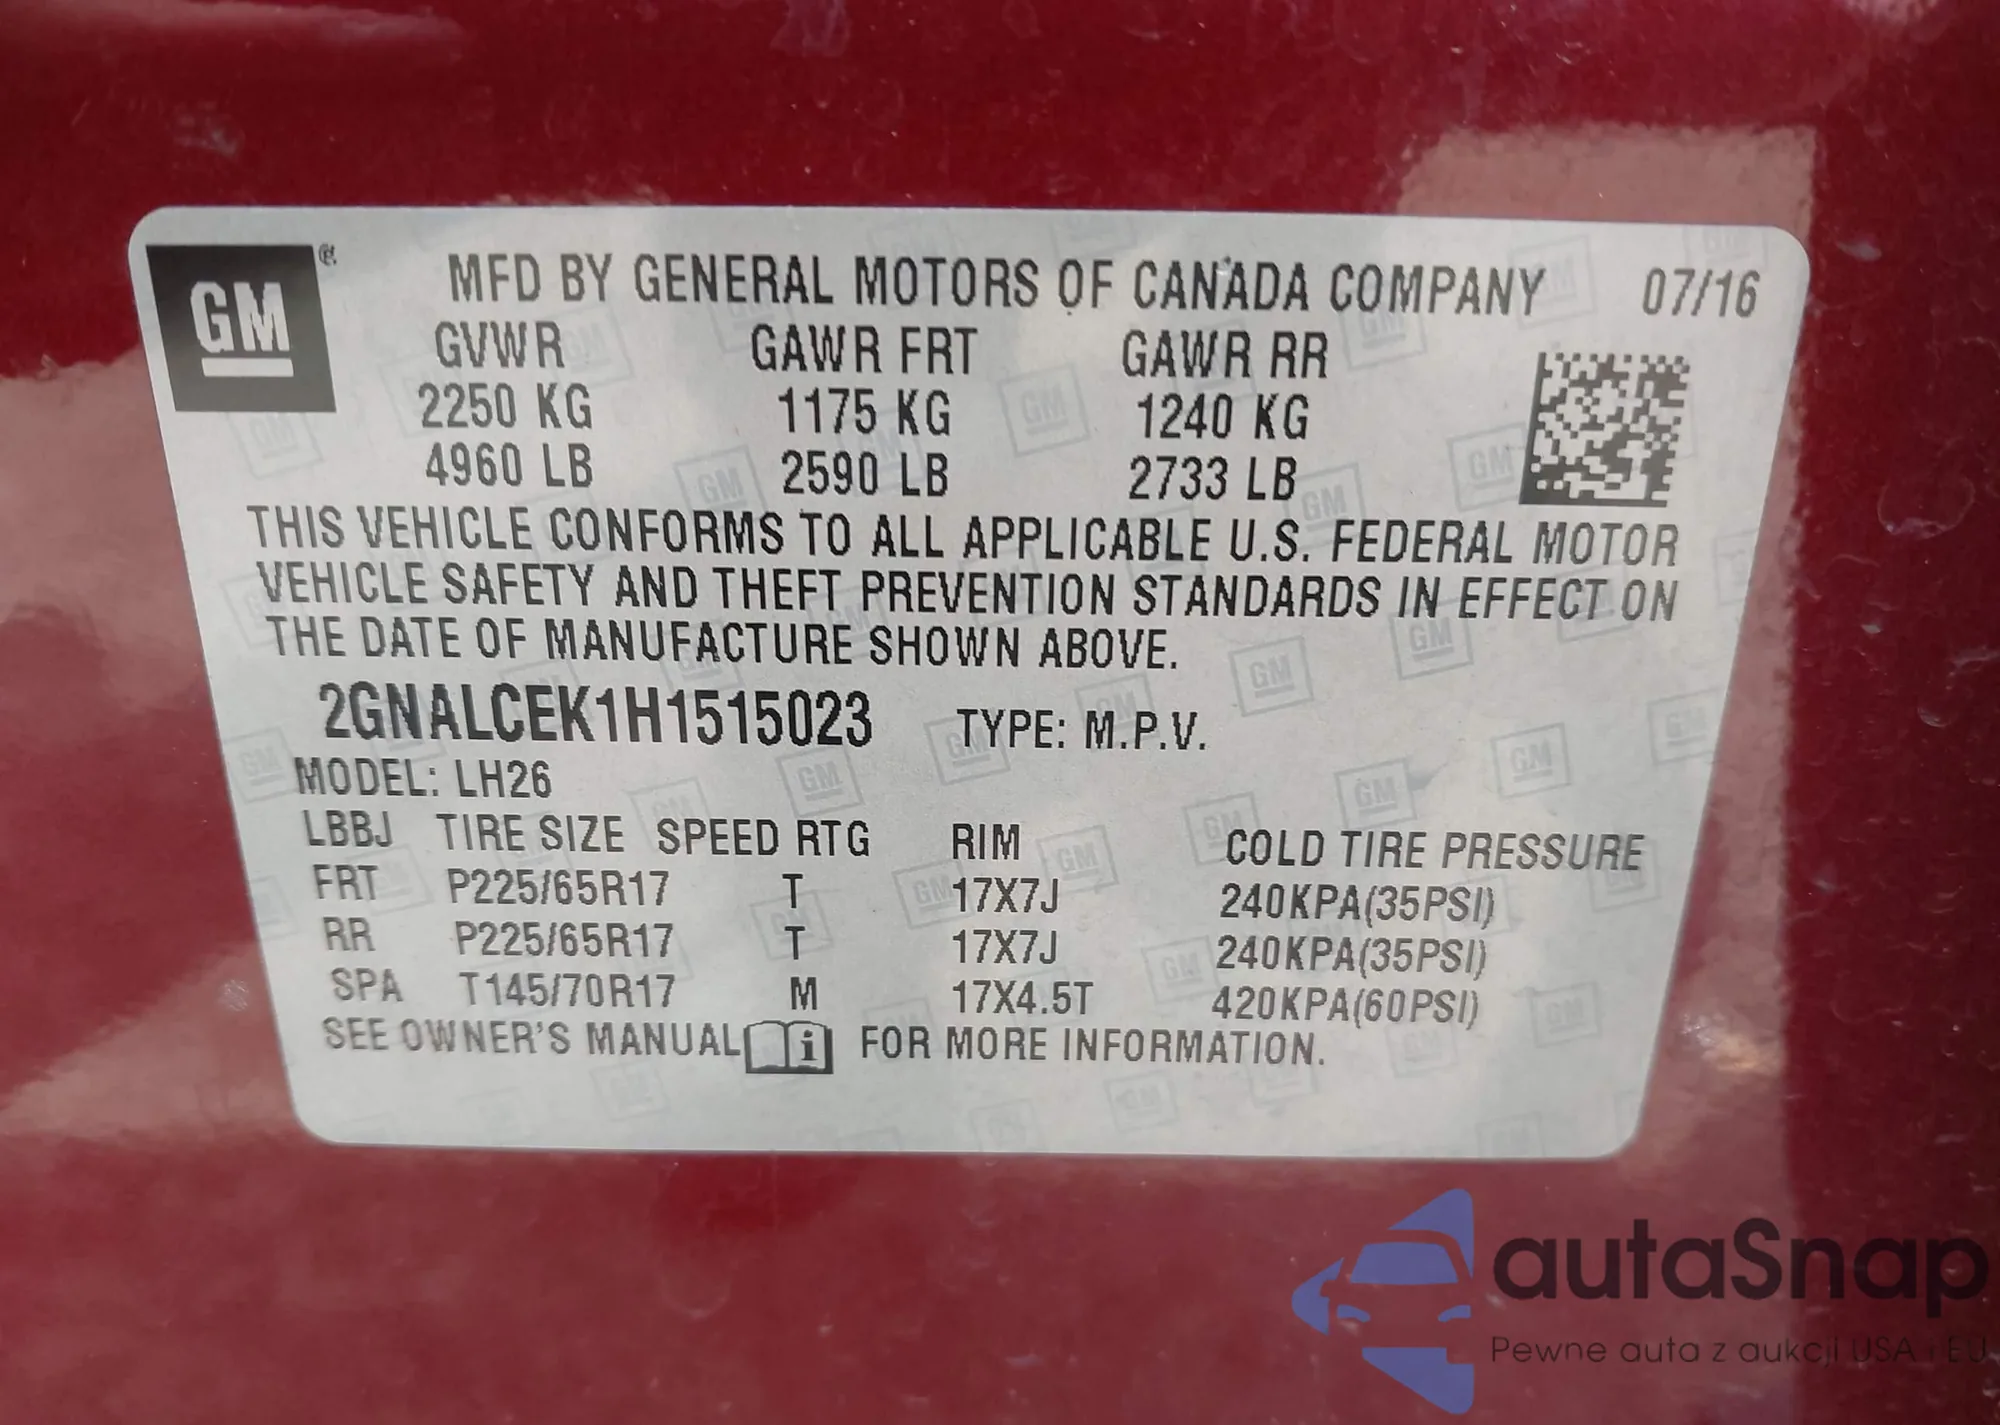 GM ®
MFD BY GENERAL MOTORS OF CANADA COMPANY 07/16
GVWR GAWR FRT GAWR RR
2250 KG 1175 KG 1240 KG
4960 LB 2590 LB 2733 LB
THIS VEHICLE CONFORMS TO ALL APPLICABLE U.S. FEDERAL MOTOR
VEHICLE SAFETY AND THEFT PREVENTION STANDARDS IN EFFECT ON
THE DATE OF MANUFACTURE SHOWN ABOVE.
2GNALCEK1H1515023 TYPE: M.P.V.
MODEL: LH26
LBBJ TIRE SIZE SPEED RTG RIM COLD TIRE PRESSURE
FRT P225/65R17 T 17X7J 240KPA(35PSI)
RR P225/65R17 T 17X7J 240KPA(35PSI)
SPA T145/70R17 M 17X4.5T 420KPA(60PSI)
SEE OWNER'S MANUAL i FOR MORE INFORMATION.
autaSnap
Pewne auta z aukcji USA i EU